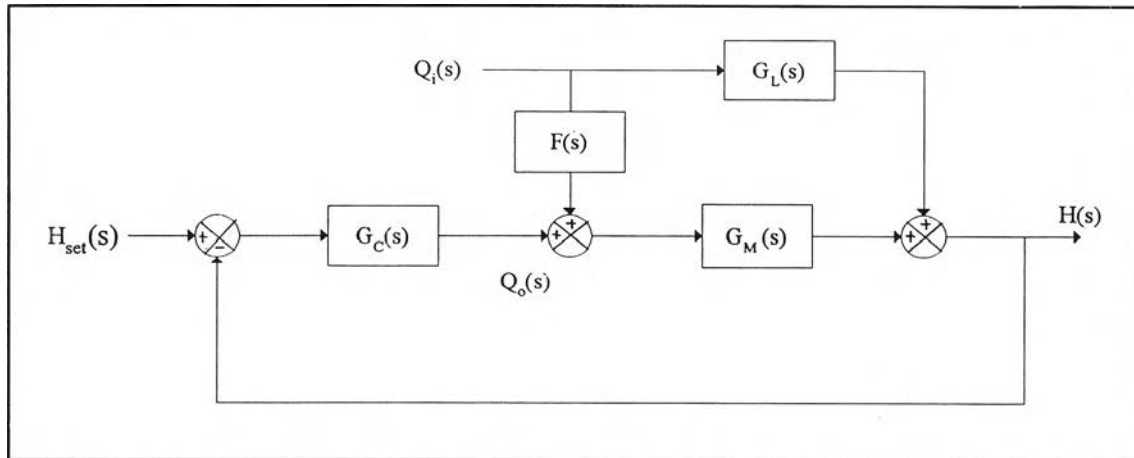 Q_i(s)
G_L(s)
F(s)
H_set(s)
+
−
G_C(s)
+
+
Q_o(s)
G_M(s)
+
+
H(s)